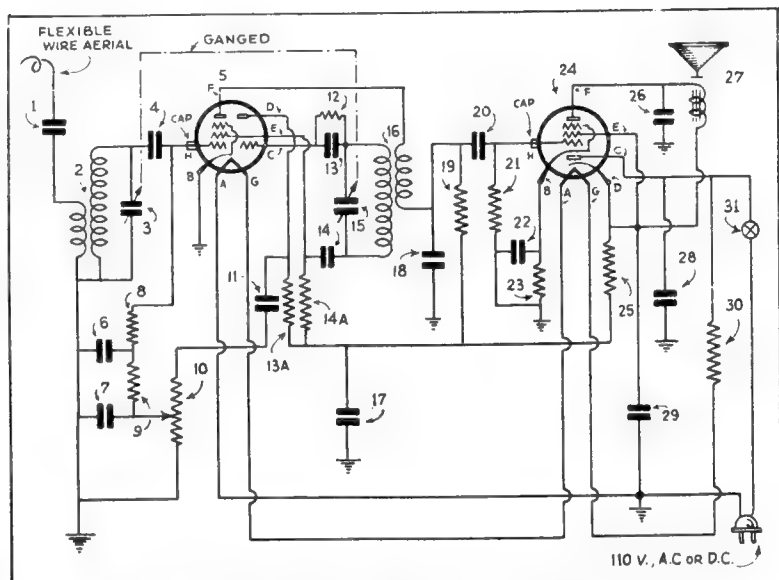 FLEXIBLE
WIRE AERIAL
GANGED
1
2
3
4
CAP
H
5
F
D
E
C
B
A
G
12
13
16
14
15
6
7
8
9
10
11
13A
14A
17
18
19
20
21
22
23
CAP
H
24
F
E
C
B
A
G
D
25
26
27
28
29
30
31
110 V., A.C OR D.C.